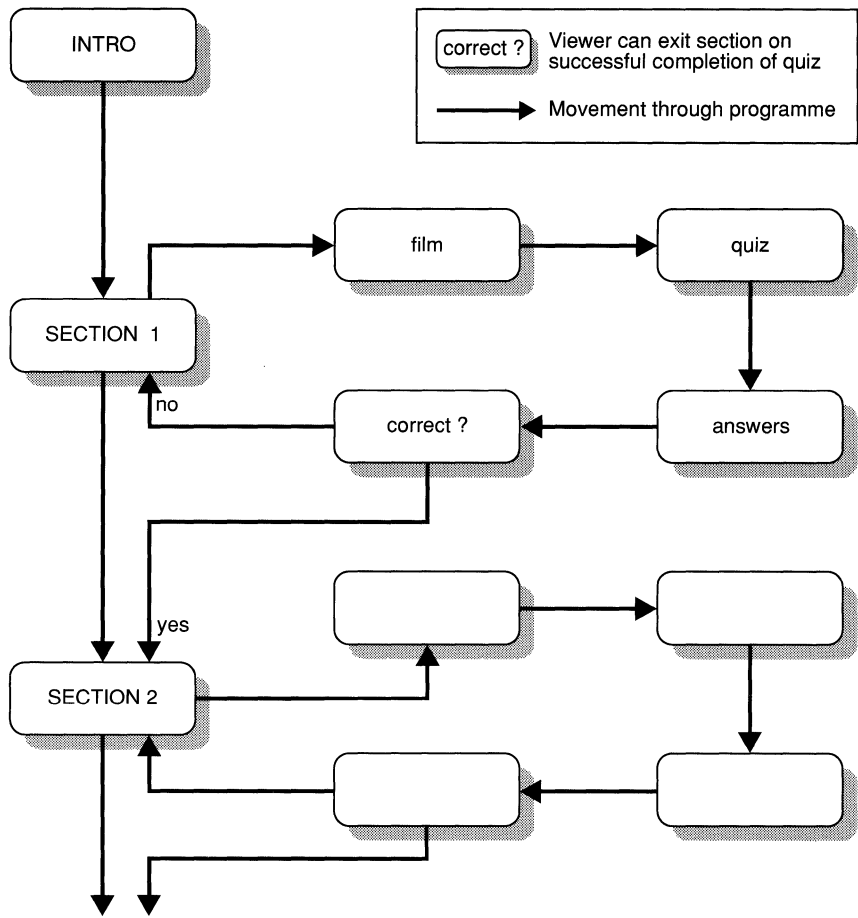 INTRO
correct ?
Viewer can exit section on
successful completion of quiz
Movement through programme
film
quiz
SECTION 1
no
correct ?
answers
yes
SECTION 2